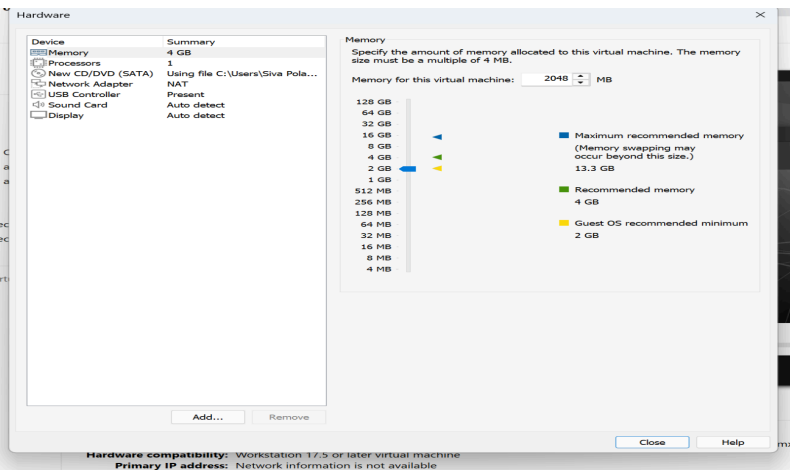 Hardware
Device Summary
Memory 4 GB
Processors 1
New CD/DVD (SATA) Using file C:\Users\Siva Pola...
Network Adapter NAT
USB Controller Present
Sound Card Auto detect
Display Auto detect
Add... Remove
Memory
Specify the amount of memory allocated to this virtual machine. The memory
size must be a multiple of 4 MB.
Memory for this virtual machine: 2048 MB
128 GB
64 GB
32 GB
16 GB
8 GB
4 GB
2 GB
1 GB
512 MB
256 MB
128 MB
64 MB
32 MB
16 MB
8 MB
4 MB
Maximum recommended memory
(Memory swapping may
occur beyond this size.)
13.3 GB
Recommended memory
4 GB
Guest OS recommended minimum
2 GB
Close Help
Hardware compatibility: Workstation 17.5 or later virtual machine
Primary IP address: Network information is not available